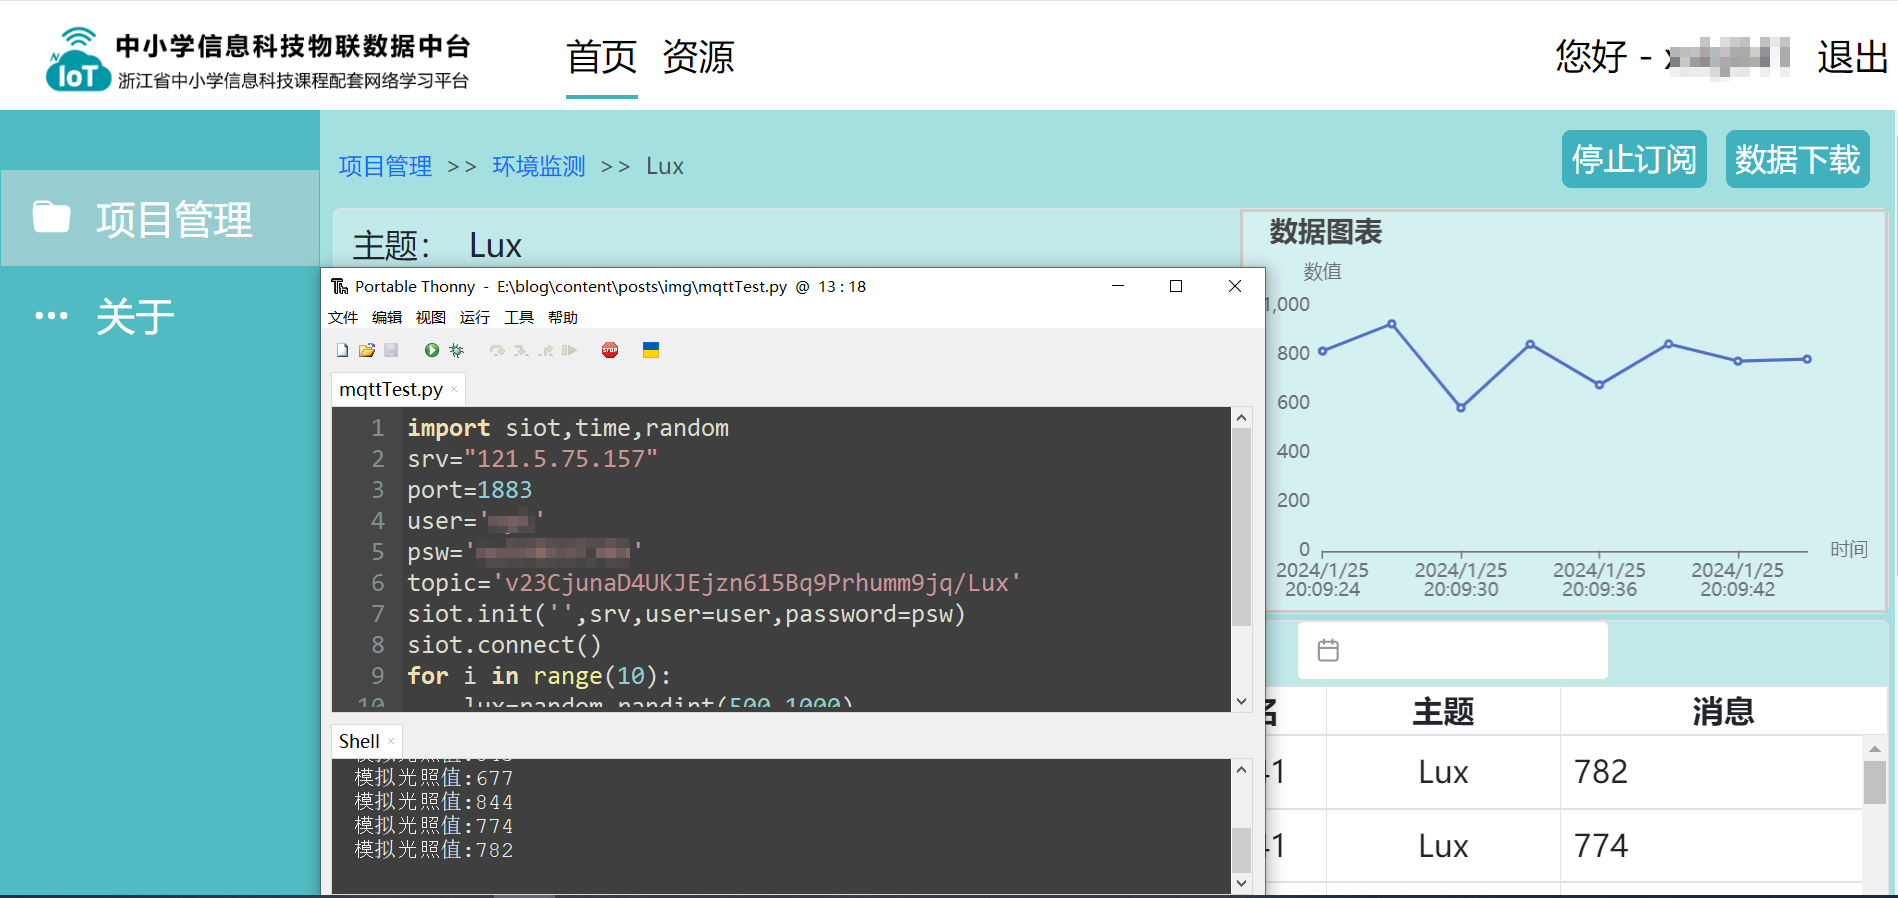 中小学信息科技物联数据中台
浙江省中小学信息科技课程配套网络学习平台
IoT
首页 资源
您好 -
退出
项目管理
关于
项目管理 >> 环境监测 >> Lux
停止订阅
数据下载
主题： Lux
Portable Thonny - E:\blog\content\posts\img\mqttTest.py @ 13 : 18
文件 编辑 视图 运行 工具 帮助
STOP
mqttTest.py ×
1 import siot,time,random
2 srv="121.5.75.157"
3 port=1883
4 user=' '
5 psw=' '
6 topic='v23CjunaD4UKJEjzn615Bq9Prhumm9jq/Lux'
7 siot.init('',srv,user=user,password=psw)
8 siot.connect()
9 for i in range(10):
10 lux=random.randint(500,1000)
Shell ×
模拟光照值:677
模拟光照值:844
模拟光照值:774
模拟光照值:782
数据图表
数值
1,000
800
600
400
200
0
时间
2024/1/25 20:09:24
2024/1/25 20:09:30
2024/1/25 20:09:36
2024/1/25 20:09:42
名 主题 消息
41 Lux 782
41 Lux 774